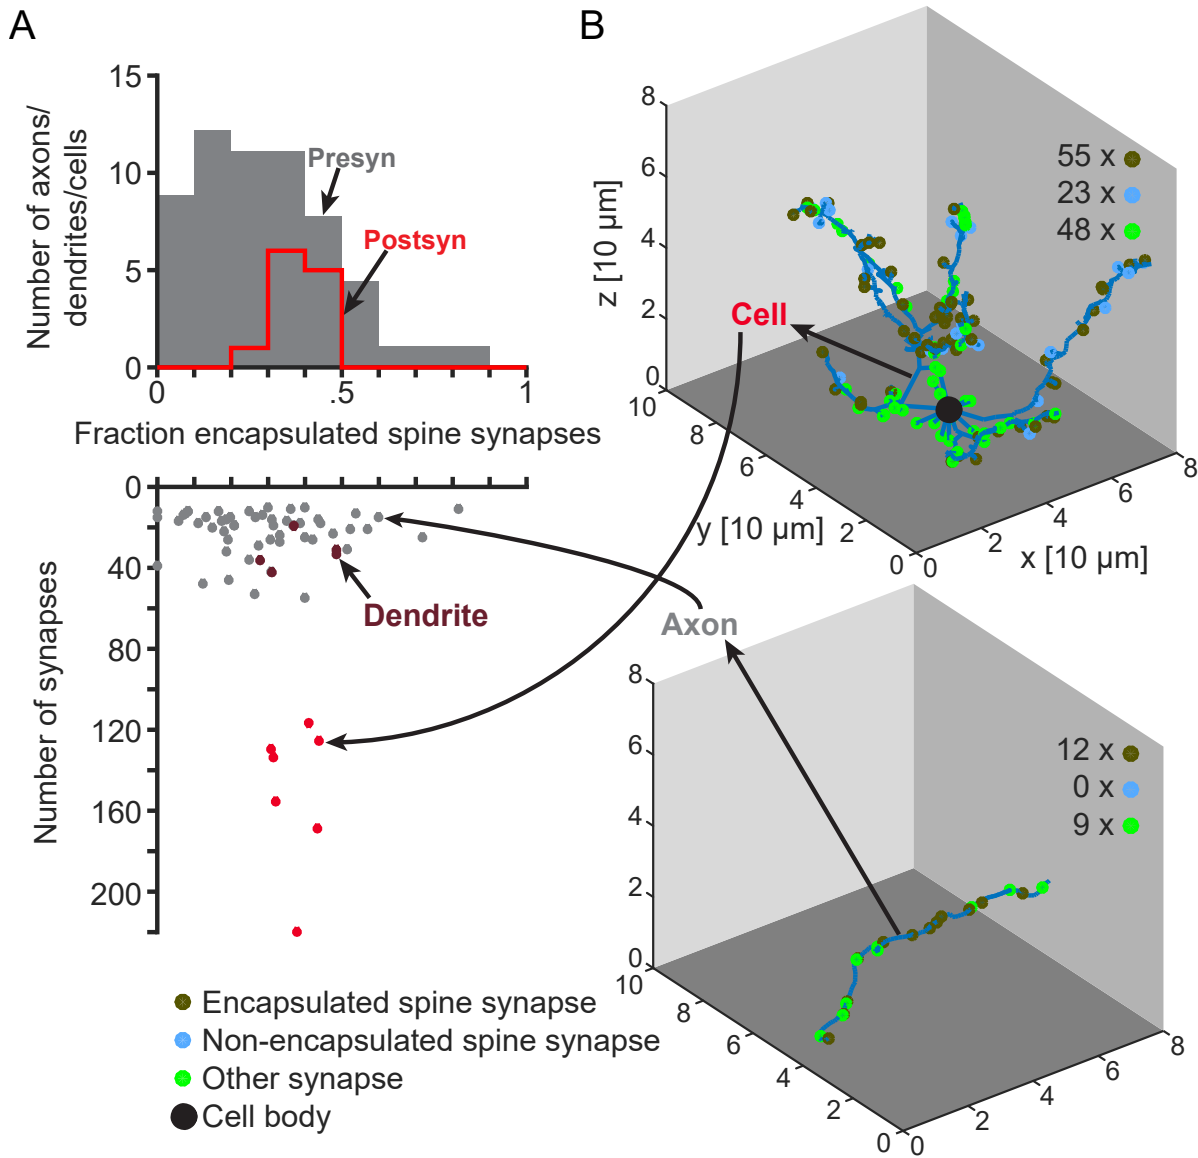 A
15
10
5
0
Number of axons/
dendrites/cells
Presyn
Postsyn
0
.5
1
Fraction encapsulated spine synapses
0
40
80
120
160
200
Number of synapses
Dendrite
Encapsulated spine synapse
Non-encapsulated spine synapse
Other synapse
Cell body
B
8
6
4
2
0
z [10 µm]
10
8
6
4
2
0
y [10 µm]
0
2
4
6
8
x [10 µm]
55 x
23 x
48 x
Cell
Axon
8
6
4
2
0
10
8
6
4
2
0
0
2
4
6
8
12 x
0 x
9 x